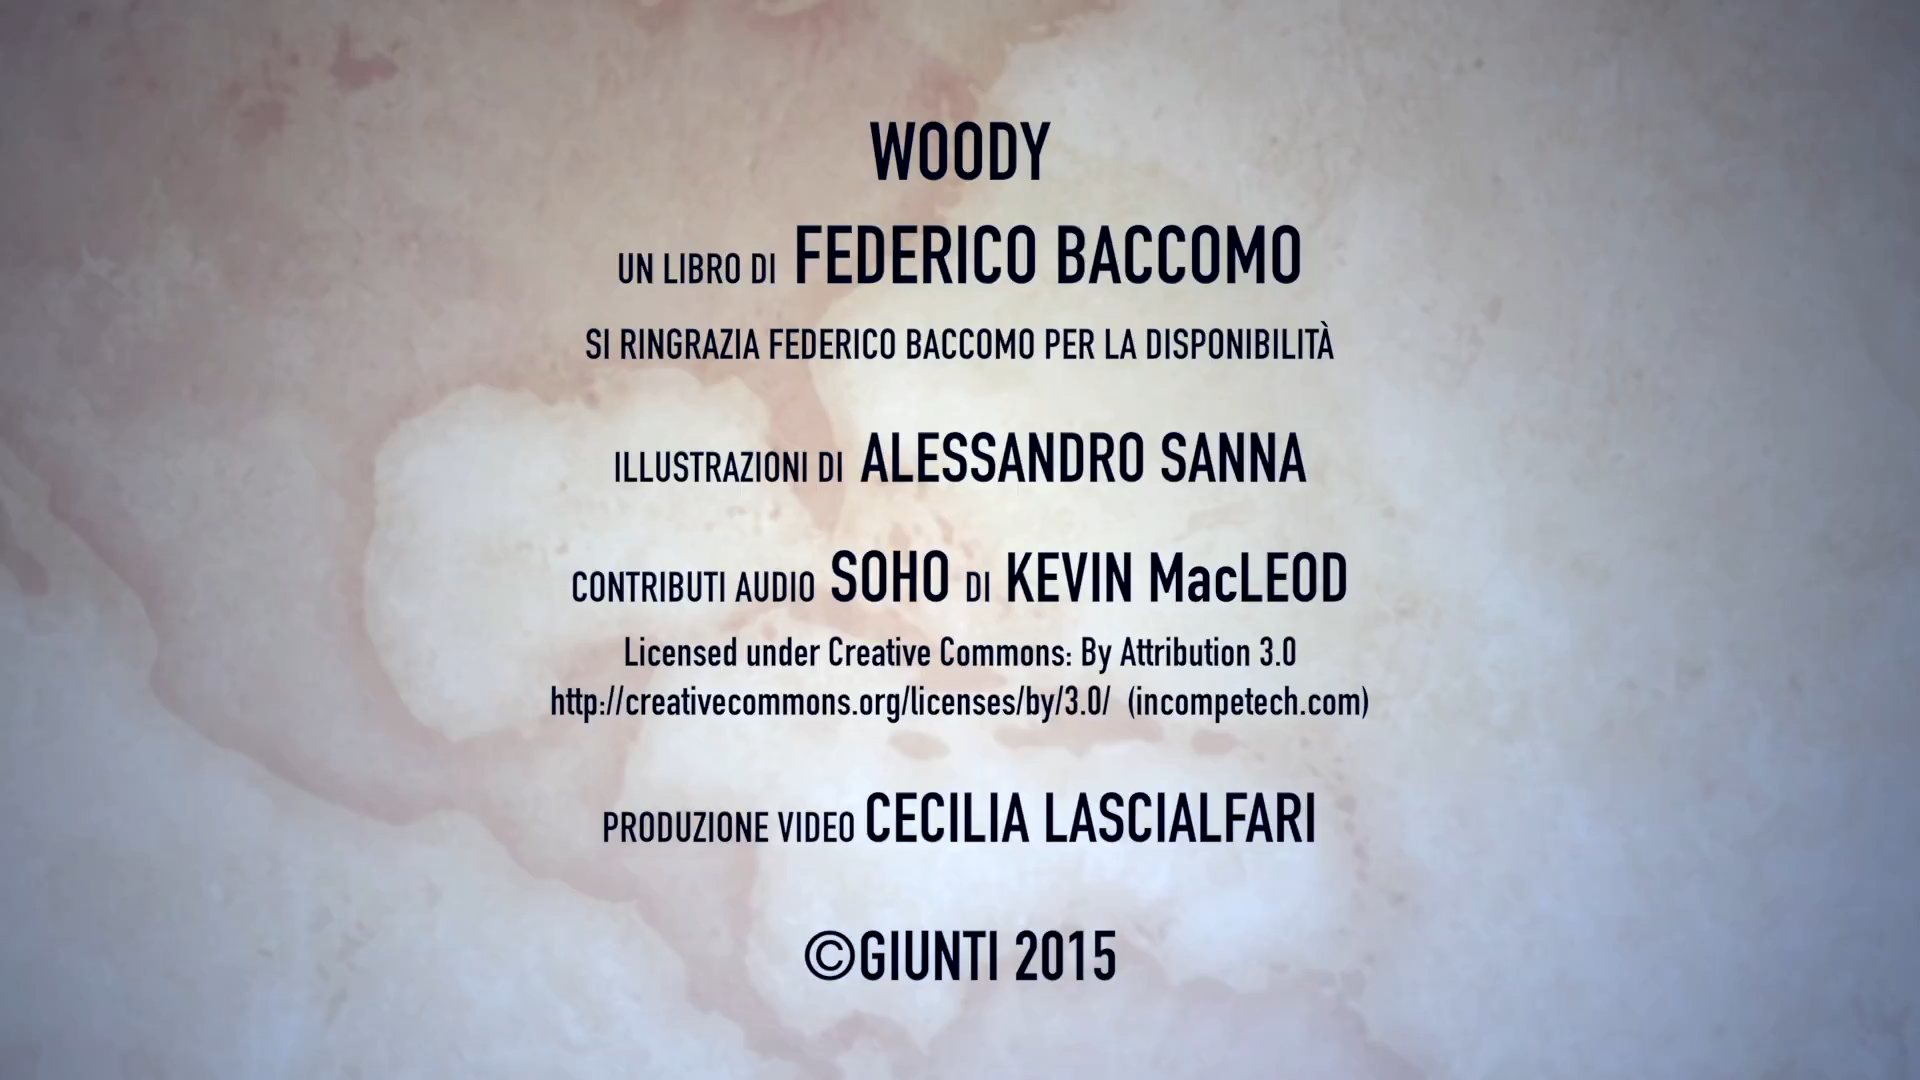 WOODY
UN LIBRO DI FEDERICO BACCOMO
SI RINGRAZIA FEDERICO BACCOMO PER LA DISPONIBILITÀ
ILLUSTRAZIONI DI ALESSANDRO SANNA
CONTRIBUTI AUDIO SOHO DI KEVIN MacLEOD
Licensed under Creative Commons: By Attribution 3.0
http://creativecommons.org/licenses/by/3.0/ (incompetech.com)
PRODUZIONE VIDEO CECILIA LASCIALFARI
©GIUNTI 2015